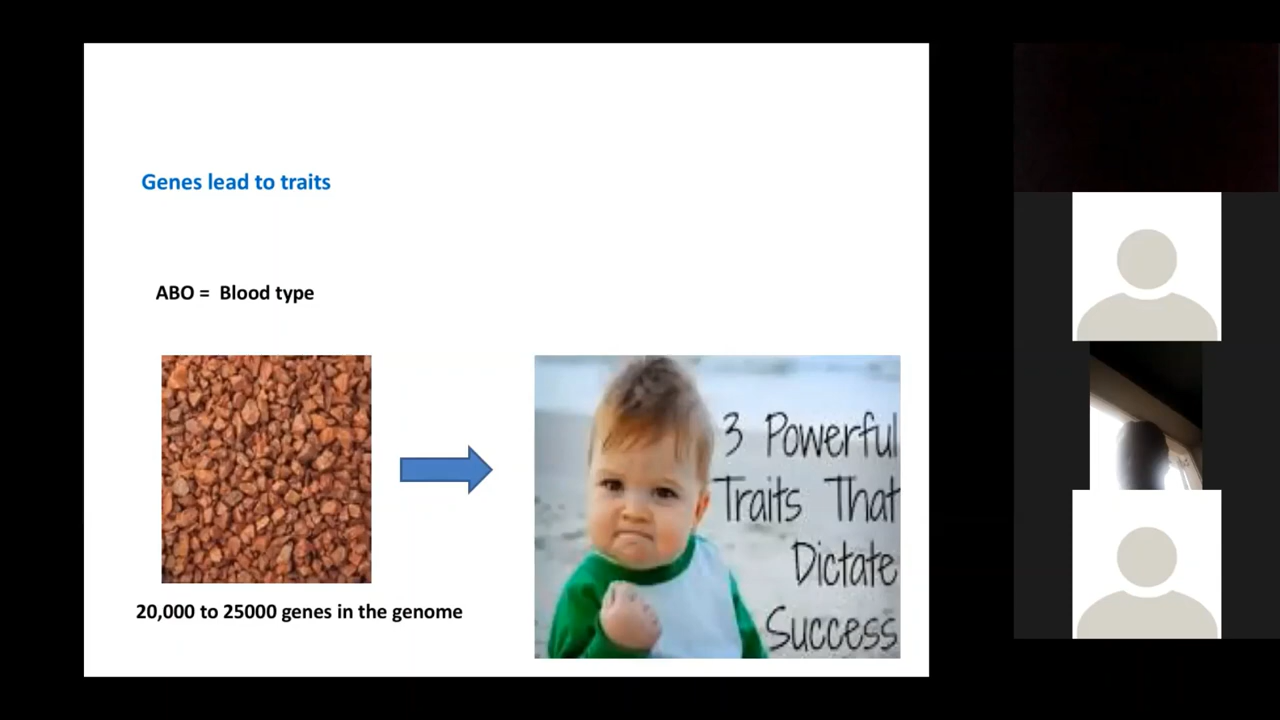 Genes lead to traits
ABO = Blood type
3 Powerful
Traits That
Dictate
Success
20,000 to 25000 genes in the genome